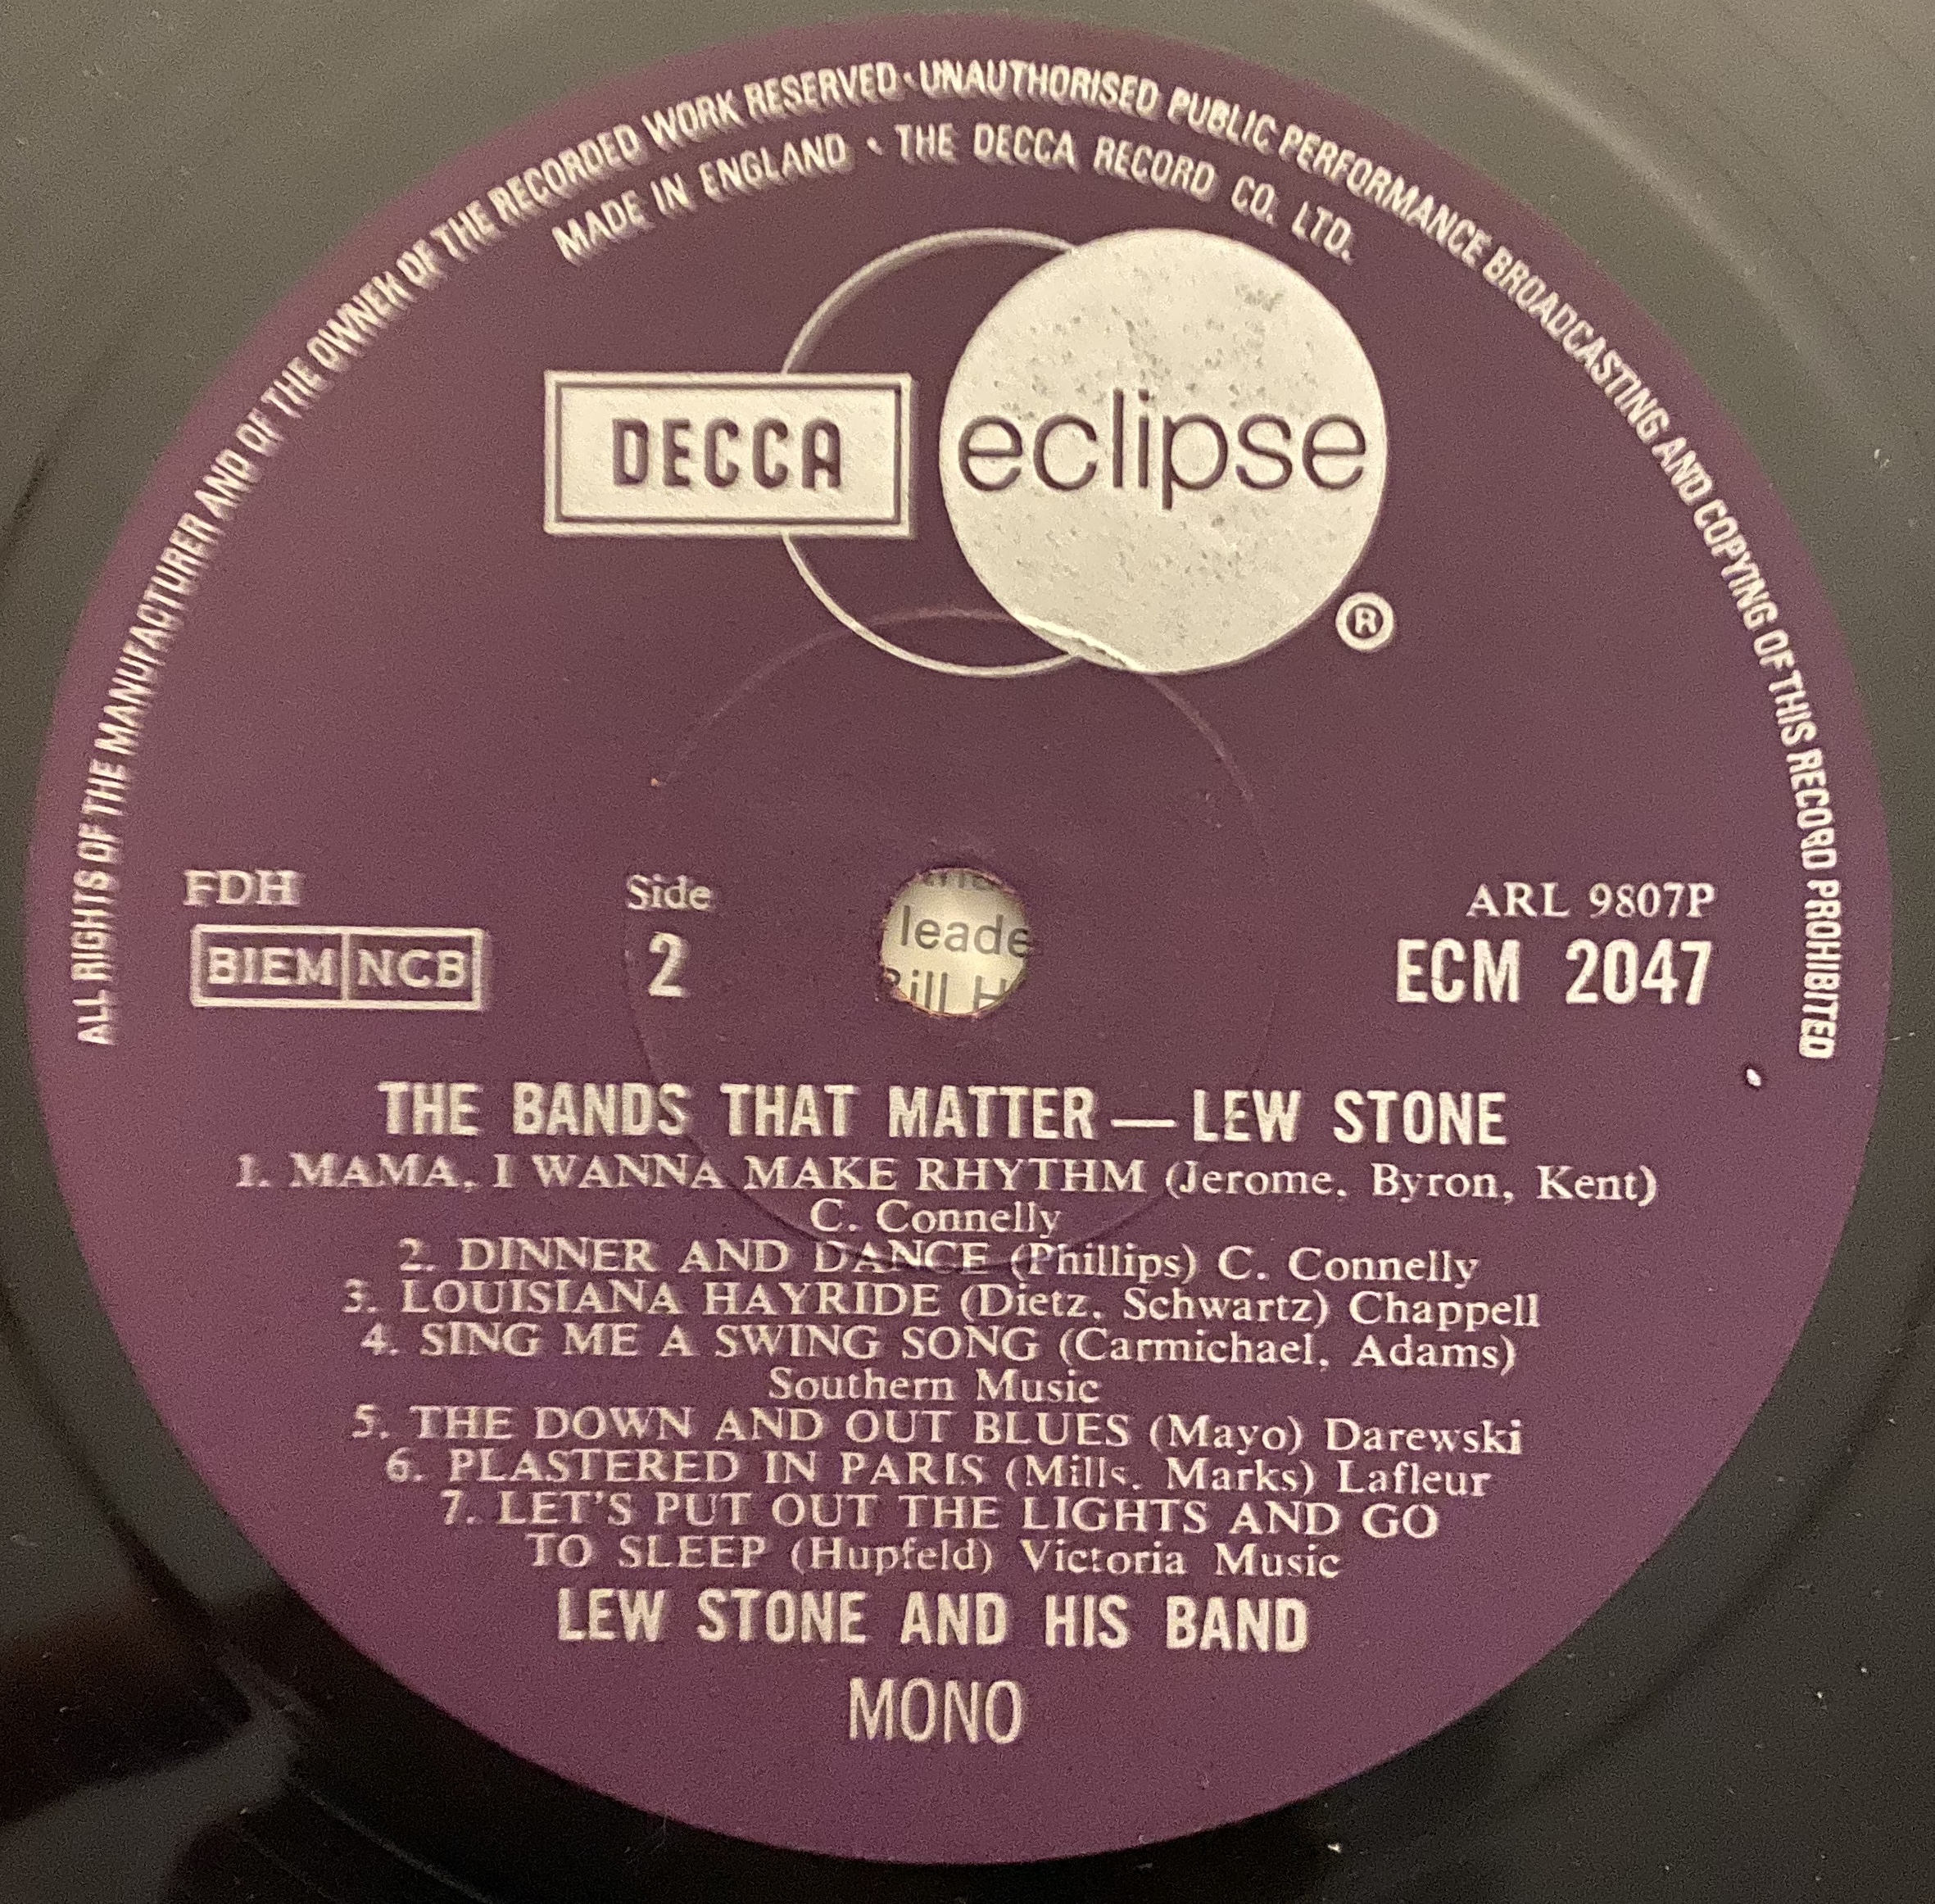 ALL RIGHTS OF THE MANUFACTURER AND OF THE OWNER OF THE RECORDED WORK RESERVED · UNAUTHORISED PUBLIC PERFORMANCE BROADCASTING AND COPYING OF THIS RECORD PROHIBITED
MADE IN ENGLAND · THE DECCA RECORD CO. LTD.
DECCA eclipse
®
FDH
BIEM NCB
Side
2
leade
ill H
ARL 9807P
ECM 2047
THE BANDS THAT MATTER — LEW STONE
1. MAMA, I WANNA MAKE RHYTHM (Jerome, Byron, Kent)
C. Connelly
2. DINNER AND DANCE (Phillips) C. Connelly
3. LOUISIANA HAYRIDE (Dietz, Schwartz) Chappell
4. SING ME A SWING SONG (Carmichael, Adams)
Southern Music
5. THE DOWN AND OUT BLUES (Mayo) Darewski
6. PLASTERED IN PARIS (Mills, Marks) Lafleur
7. LET'S PUT OUT THE LIGHTS AND GO
TO SLEEP (Hupfeld) Victoria Music
LEW STONE AND HIS BAND
MONO